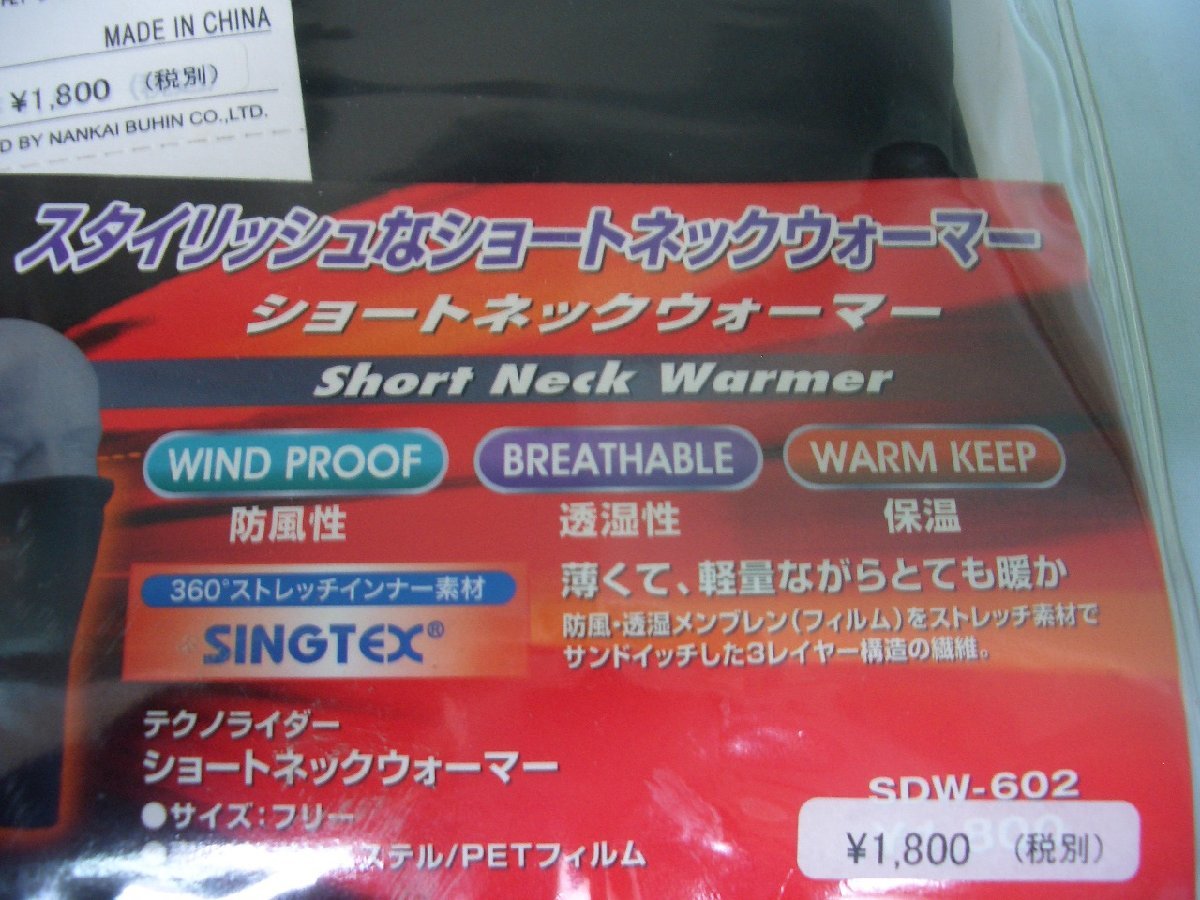 MADE IN CHINA
¥1,800 (税別)
D BY NANKAI BUHIN CO.,LTD.
スタイリッシュなショートネックウォーマー
ショートネックウォーマー
Short Neck Warmer
WIND PROOF BREATHABLE WARM KEEP
防風性 透湿性 保温
360°ストレッチインナー素材
SINGTEX®
薄くて、軽量ながらとても暖か
防風・透湿メンブレン(フィルム)をストレッチ素材で
サンドイッチした3レイヤー構造の繊維。
テクノライダー
ショートネックウォーマー
●サイズ:フリー
ステル/PETフィルム
SDW-602
¥1,800 (税別)